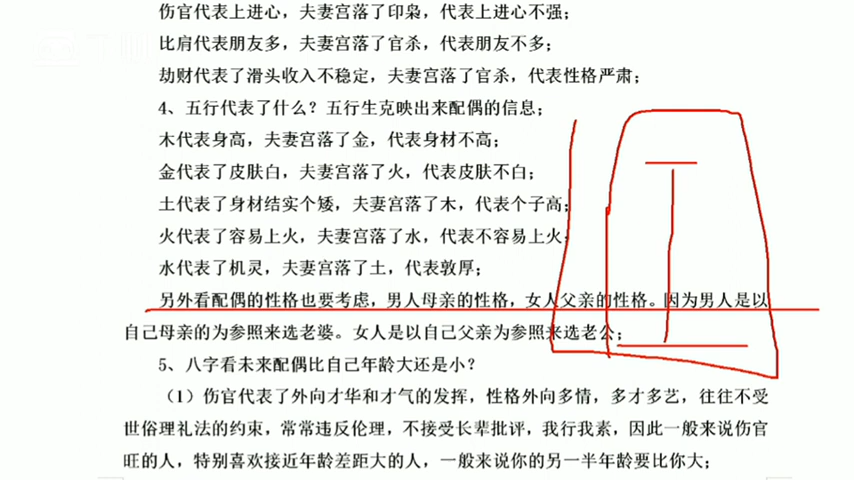 伤官代表上进心，夫妻宫落了印枭，代表上进心不强；
比肩代表朋友多，夫妻宫落了官杀，代表朋友不多；
劫财代表了滑头收入不稳定，夫妻宫落了官杀，代表性格严肃；
4、五行代表了什么？五行生克映出来配偶的信息；
木代表身高，夫妻宫落了金，代表身材不高；
金代表了皮肤白，夫妻宫落了火，代表皮肤不白；
土代表了身材结实个矮，夫妻宫落了木，代表个子高；
火代表了容易上火，夫妻宫落了水，代表不容易上火；
水代表了机灵，夫妻宫落了土，代表敦厚；
另外看配偶的性格也要考虑，男人母亲的性格，女人父亲的性格。因为男人是以
自己母亲的为参照来选老婆。女人是以自己父亲为参照来选老公；
5、八字看未来配偶比自己年龄大还是小？
（1）伤官代表了外向才华和才气的发挥，性格外向多情，多才多艺，往往不受
世俗理礼法的约束，常常违反伦理，不接受长辈批评，我行我素，因此一般来说伤官
旺的人，特别喜欢接近年龄差距大的人，一般来说你的另一半年龄要比你大；